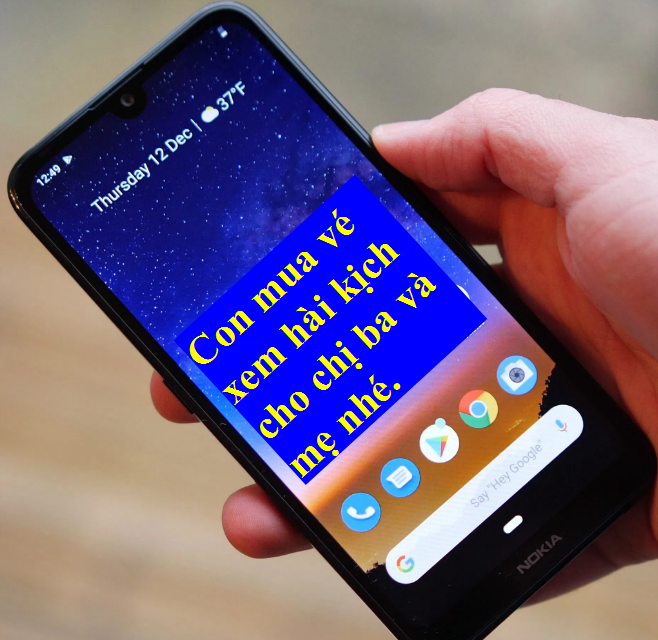 12:49
Thursday 12 Dec | 37°F
Con mua vé
xem hài kịch
cho chị ba và
mẹ nhé.
Say "Hey Google"
NOKIA